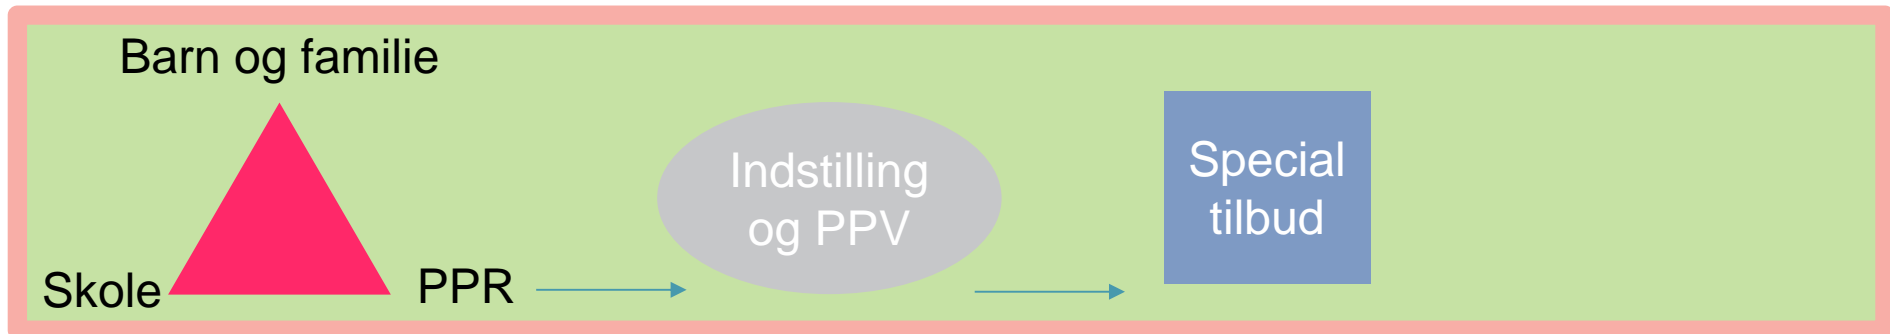 Barn og familie
Skole
PPR
Indstilling
og PPV
Special
tilbud